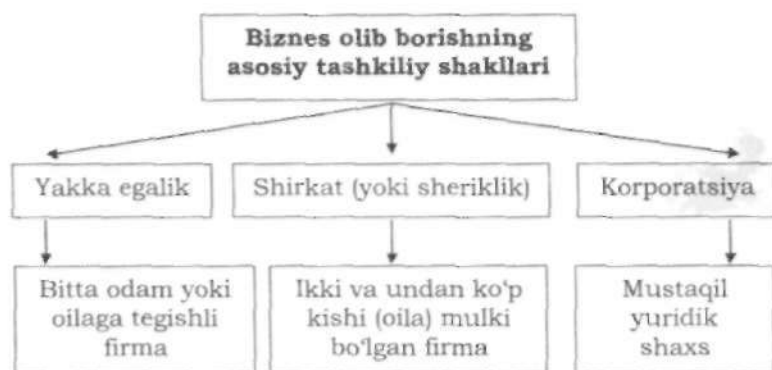 Biznes olib borishning
asosiy tashkiliy shakllari
Yakka egalik
Shirkat (yoki sheriklik)
Korporatsiya
Bitta odam yoki
oilaga tegishli
firma
Ikki va undan ko‘p
kishi (oila) mulki
bo‘lgan firma
Mustaqil
yuridik
shaxs